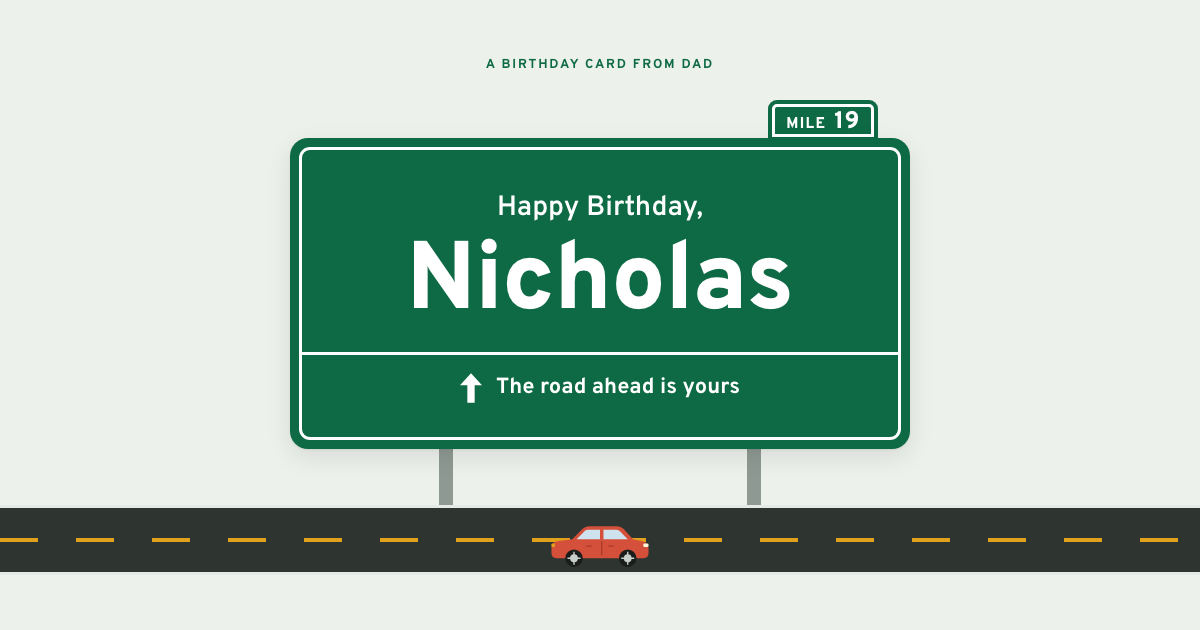 A BIRTHDAY CARD FROM DAD
MILE 19
Happy Birthday,
Nicholas
The road ahead is yours